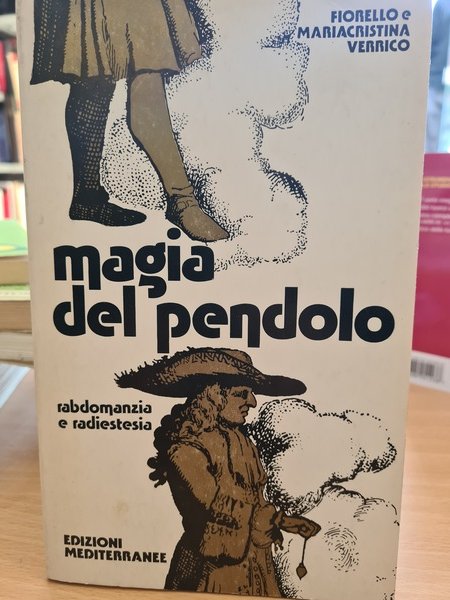 FIORELLO e
MARIACRISTINA
VERRICO
magia
del pendolo
rabdomanzia
e radiestesia
EDIZIONI
MEDITERRANEE